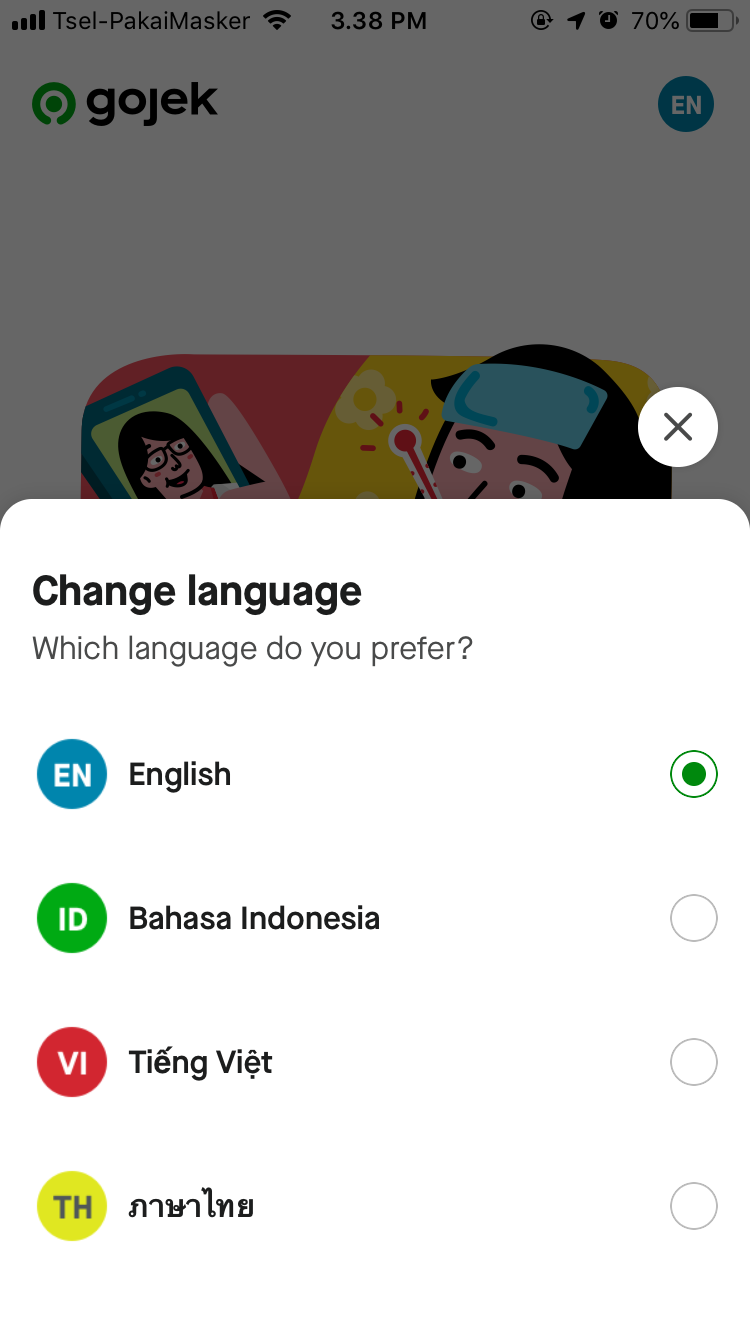 Tsel-PakaiMasker 3.38 PM 70%
gojek EN
Change language
Which language do you prefer?
EN English
ID Bahasa Indonesia
VI Tiếng Việt
TH ภาษาไทย